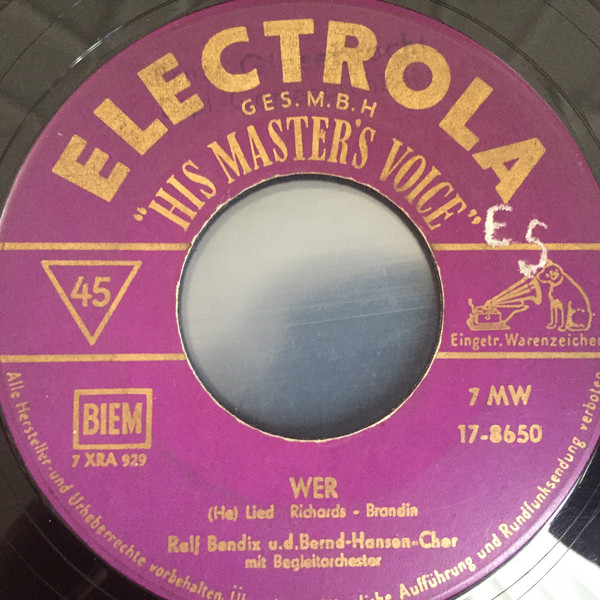 ELECTROLA
GES.M.B.H
"HIS MASTER'S VOICE"
ES
45
Eingetr. Warenzeichen
BIEM
7 XRA 929
7 MW
17-8650
WER
(He) Lied Richards - Brandin
Ralf Bendix u.d.Bernd-Hansen-Chor
mit Begleitorchester
Alle Hersteller-und Urheberrechte vorbehalten. Aufführung und Rundfunksendung verboten